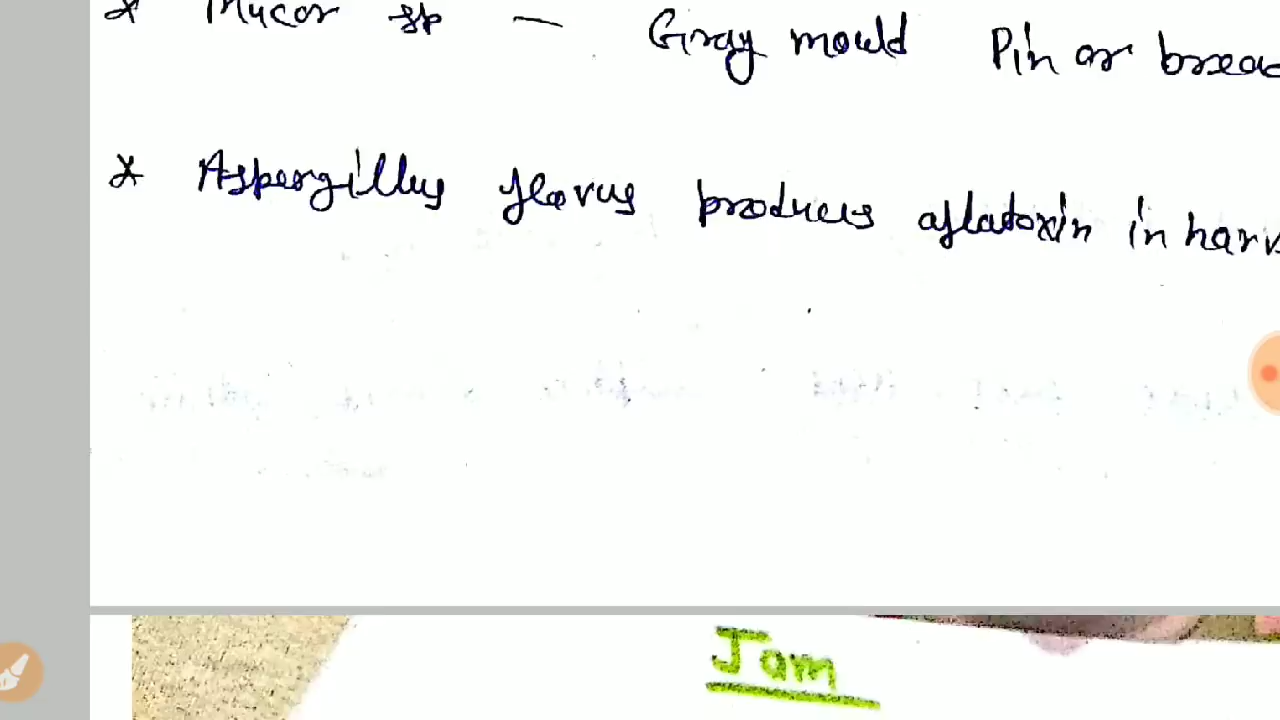 * Mucor sp — Gray mould Pin or bread
* Aspergillus flavus produces aflatoxin in harv
Jam